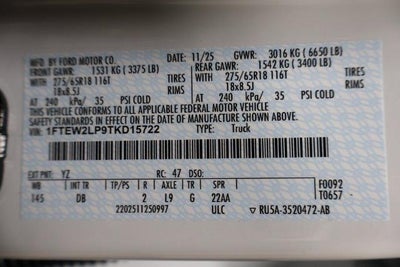 MFD. BY FORD MOTOR CO. DATE: 11/25 GVWR: 3016 KG ( 6650 LB)
FRONT GAWR: 1531 KG ( 3375 LB) REAR GAWR: 1542 KG ( 3400 LB)
275/65R18 116T TIRES WITH 275/65R18 116T TIRES
18x8.5J RIMS 18x8.5J RIMS
AT 240 kPa/ 35 PSI COLD AT 240 kPa/ 35 PSI COLD
THIS VEHICLE CONFORMS TO ALL APPLICABLE FEDERAL MOTOR VEHICLE
SAFETY STANDARDS IN EFFECT ON THE DATE OF MANUFACTURE SHOWN ABOVE.
VIN: 1FTEW2LP9TKD15722 TYPE: Truck
EXT PNT: YZ RC: 47 DSO: F0092
WB INT TR TP/PS R AXLE TR SPR T0657
145 DB 2 L9 G 22AA
2202511250997 ULC RU5A-3520472-AB